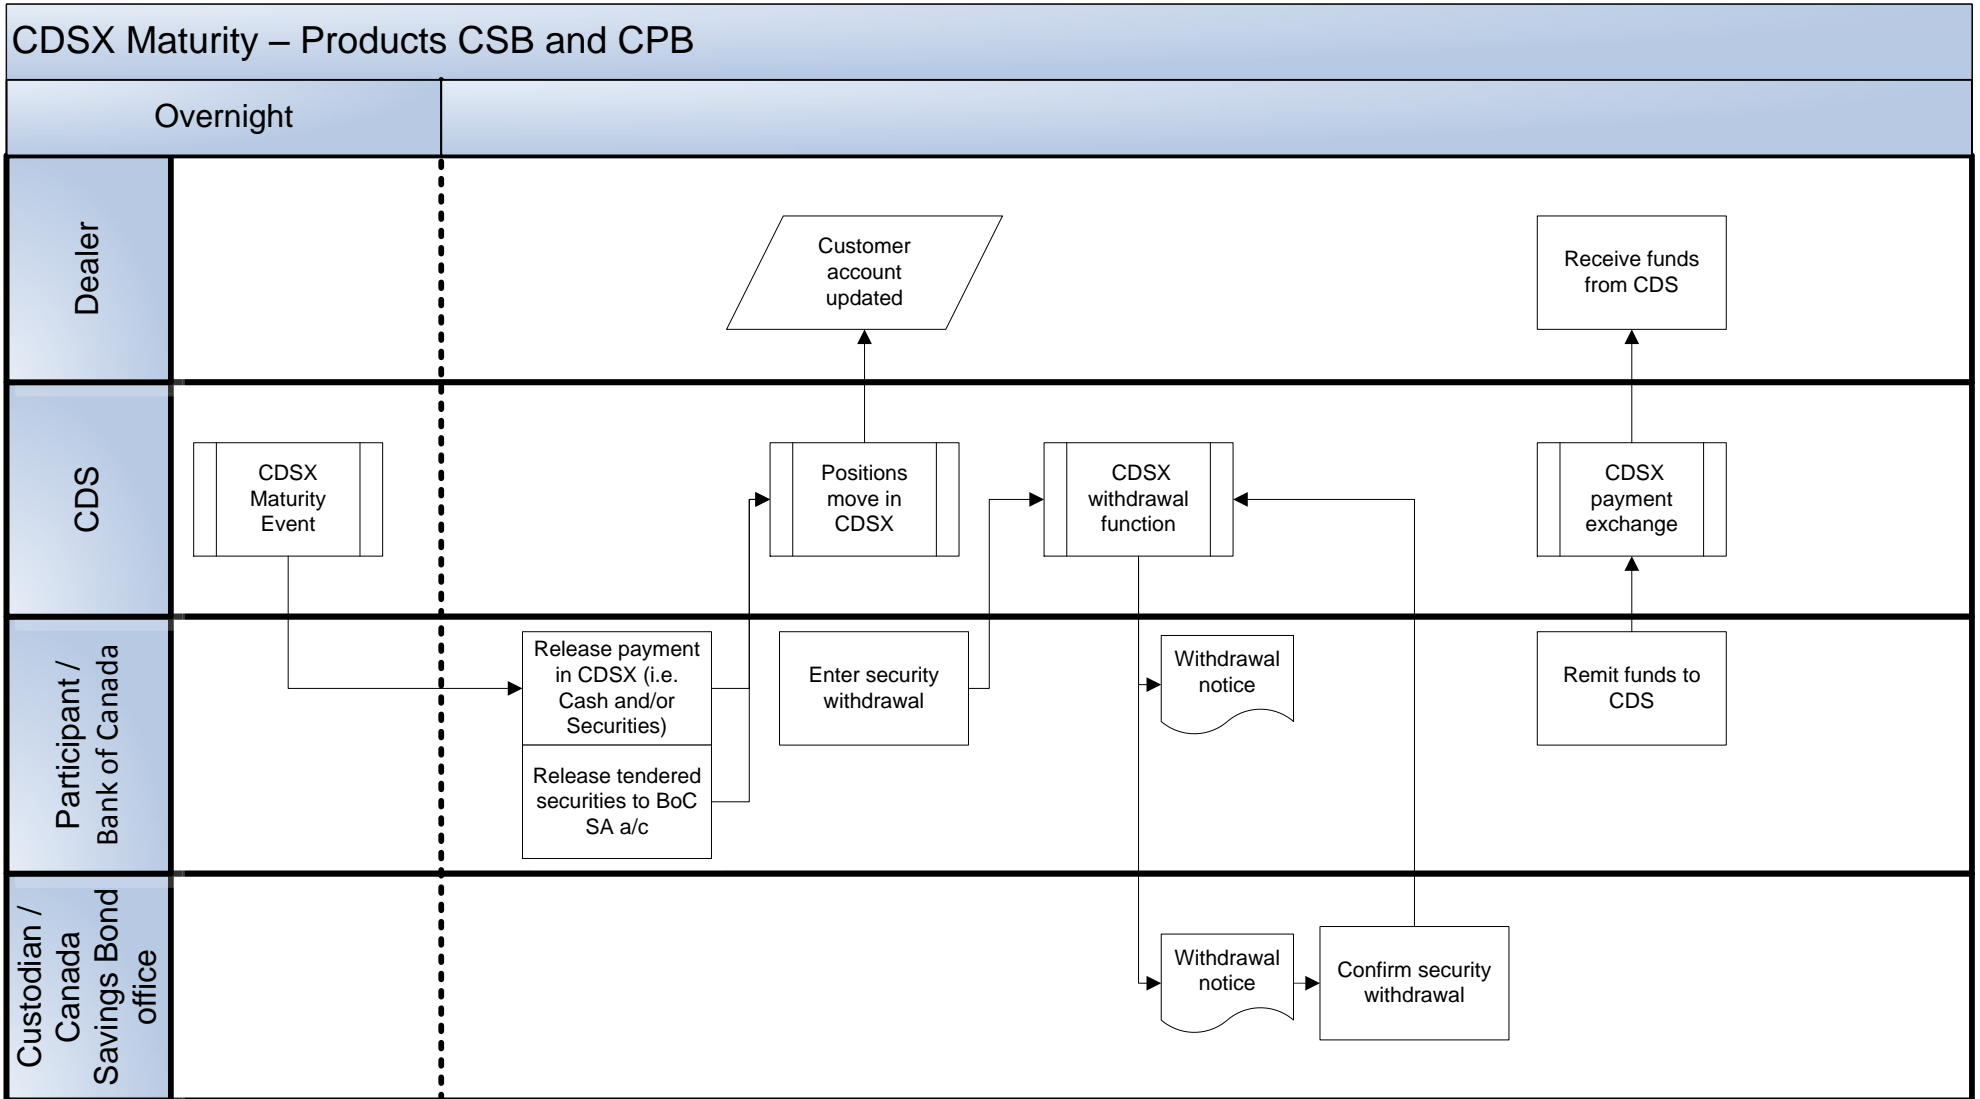 CDSX Maturity – Products CSB and CPB
Overnight
Dealer
Customer
account
updated
Receive funds
from CDS
CDS
CDSX
Maturity
Event
Positions
move in
CDSX
CDSX
withdrawal
function
CDSX
payment
exchange
Participant /
Bank of Canada
Release payment
in CDSX (i.e.
Cash and/or
Securities)
Release tendered
securities to BoC
SA a/c
Enter security
withdrawal
Withdrawal
notice
Remit funds to
CDS
Custodian /
Canada
Savings Bond
office
Withdrawal
notice
Confirm security
withdrawal